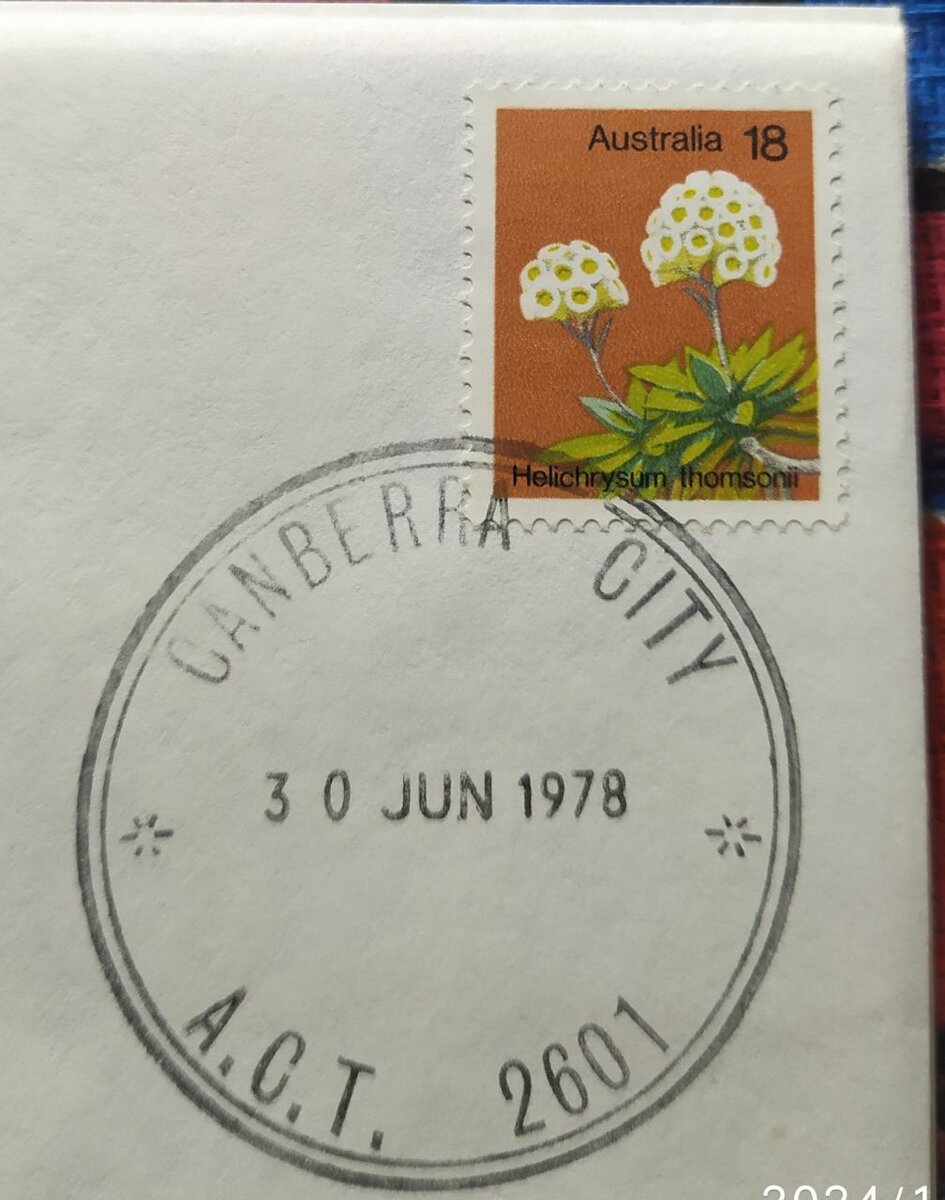 Australia 18
Helichrysum thomsonii
CANBERRA CITY
30 JUN 1978
A.C.T. 2601